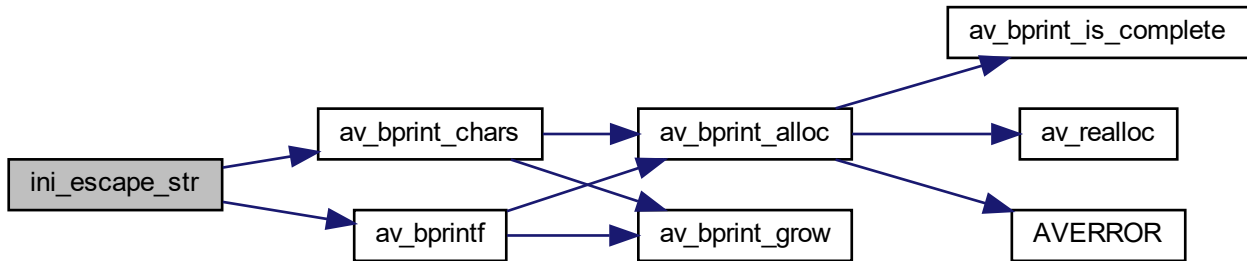 ini_escape_str
av_bprint_chars
av_bprintf
av_bprint_alloc
av_bprint_grow
av_bprint_is_complete
av_realloc
AVERROR